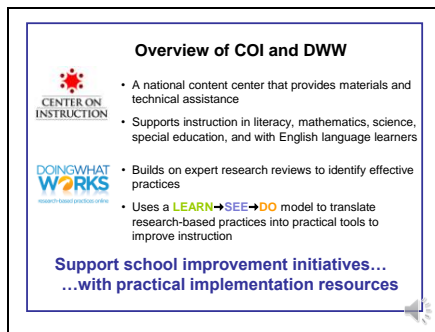 Overview of COI and DWW
CENTER ON
INSTRUCTION
• A national content center that provides materials and
technical assistance
• Supports instruction in literacy, mathematics, science,
special education, and with English language learners
DOINGWHAT
WORKS
research-based practices online
• Builds on expert research reviews to identify effective
practices
• Uses a LEARN➔SEE➔DO model to translate
research-based practices into practical tools to
improve instruction
Support school improvement initiatives…
…with practical implementation resources